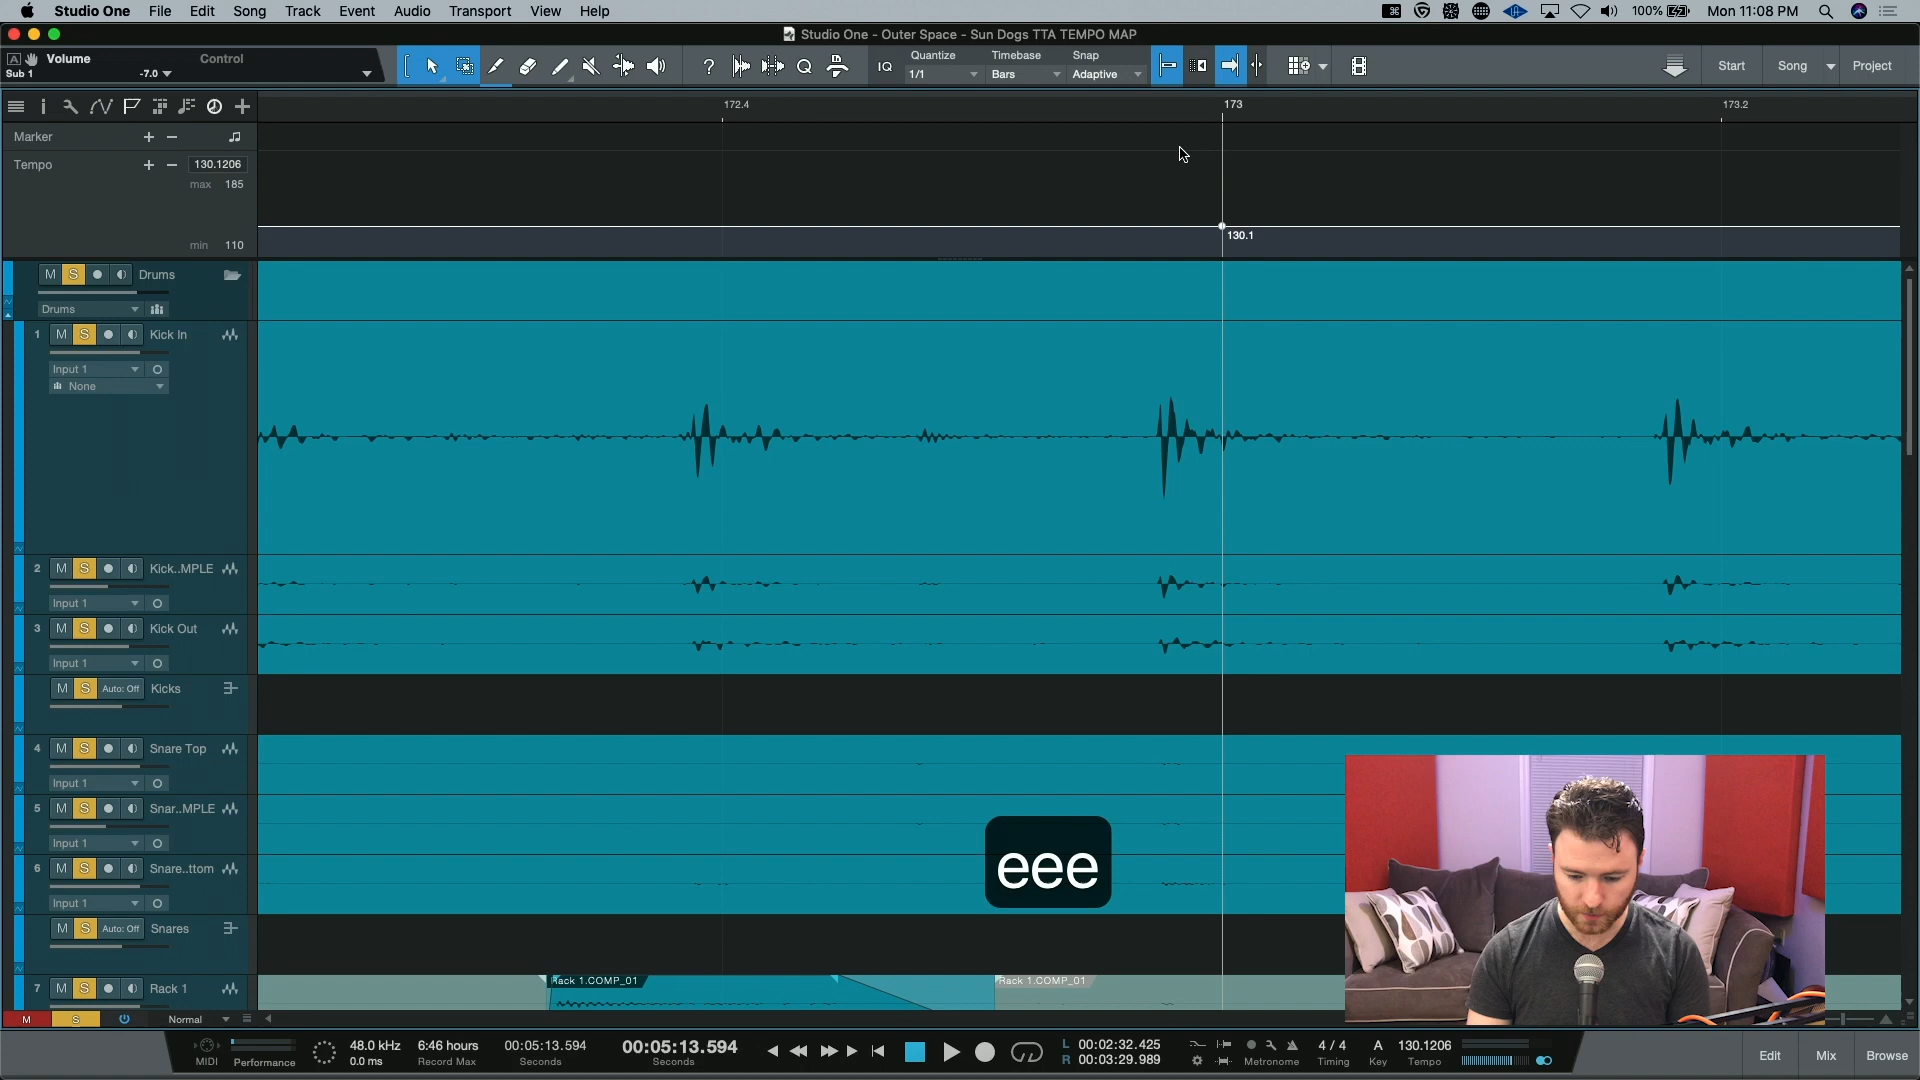 Studio One File Edit Song Track Event Audio Transport View Help
100% Mon 11:08 PM
Studio One - Outer Space - Sun Dogs TTA TEMPO MAP
A Volume Control
Sub 1 -7.0
? IQ Quantize Timebase Snap
1/1 Bars Adaptive
Start Song Project
172.4 173 173.2
Marker
Tempo 130.1206
max 185
min 110
130.1
M S Drums
Drums
1 M S Kick In
Input 1
None
2 M S Kick..MPLE
Input 1
3 M S Kick Out
Input 1
M S Auto: Off Kicks
4 M S Snare Top
Input 1
5 M S Snar..MPLE
Input 1
6 M S Snare..ttom
Input 1
M S Auto: Off Snares
7 M S Rack 1
Rack 1.COMP_01 Rack 1.COMP_01
eee
M S Normal
MIDI Performance
48.0 kHz 6:46 hours 00:05:13.594 00:05:13.594
0.0 ms Record Max Seconds Seconds
L 00:02:32.425
R 00:03:29.989
Metronome
4 / 4 A 130.1206
Timing Key Tempo
Edit Mix Browse